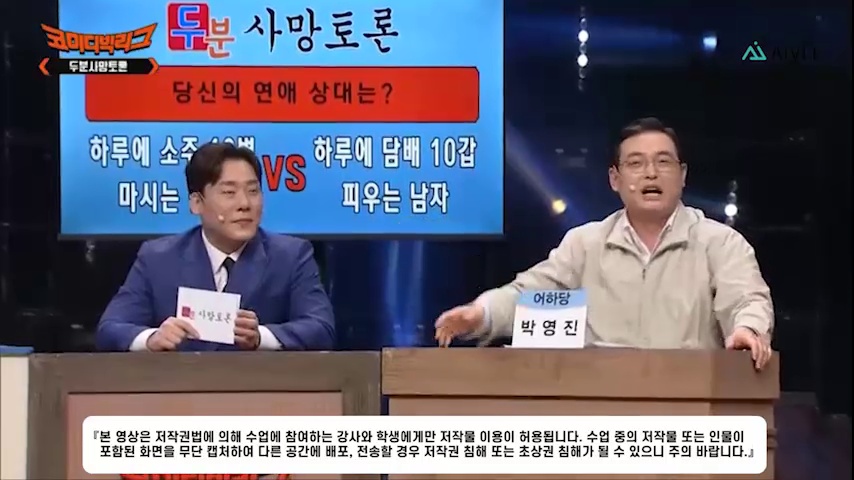 코미디빅리그
두분사망토론
두분 사망토론
당신의 연애 상대는?
하루에 소주
마시는
VS
하루에 담배 10갑
피우는 남자
두분 사망토론
어하당
박영진
『본 영상은 저작권법에 의해 수업에 참여하는 강사와 학생에게만 저작물 이용이 허용됩니다. 수업 중의 저작물 또는 인물이
포함된 화면을 무단 캡처하여 다른 공간에 배포, 전송할 경우 저작권 침해 또는 초상권 침해가 될 수 있으니 주의 바랍니다.』